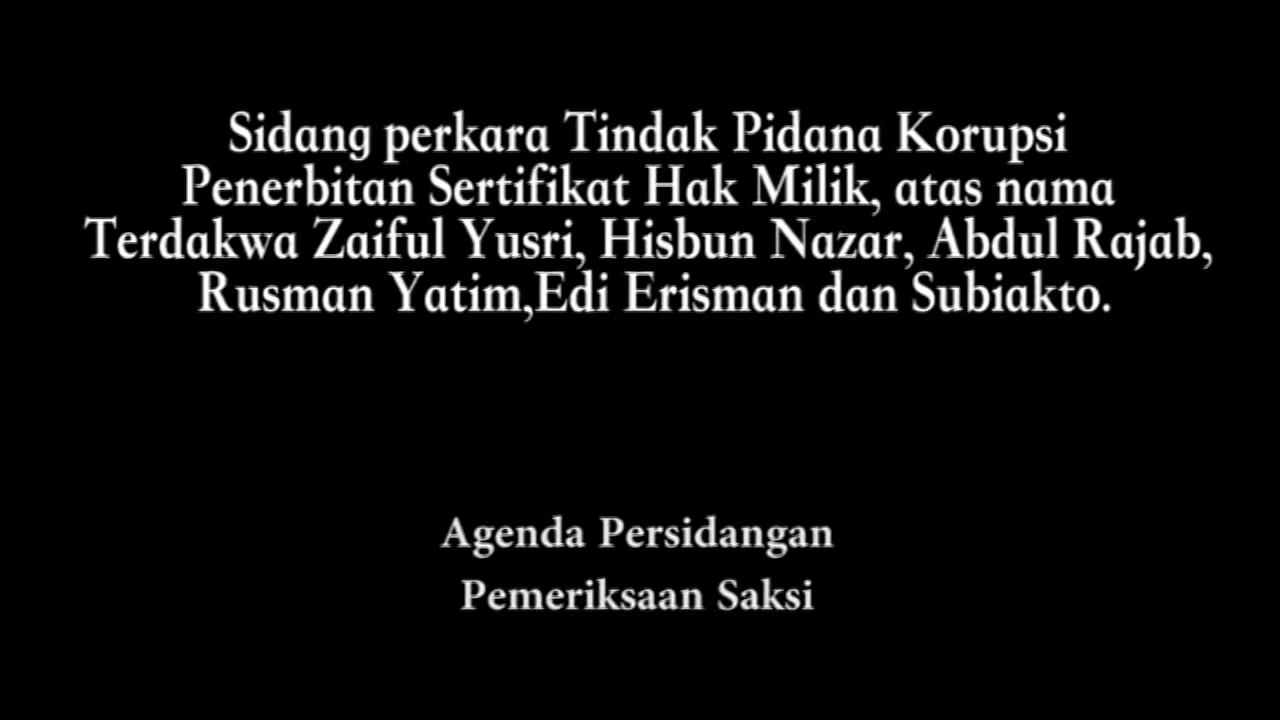 Sidang perkara Tindak Pidana Korupsi
Penerbitan Sertifikat Hak Milik, atas nama
Terdakwa Zaiful Yusri, Hisbun Nazar, Abdul Rajab,
Rusman Yatim,Edi Erisman dan Subiakto.
Agenda Persidangan
Pemeriksaan Saksi